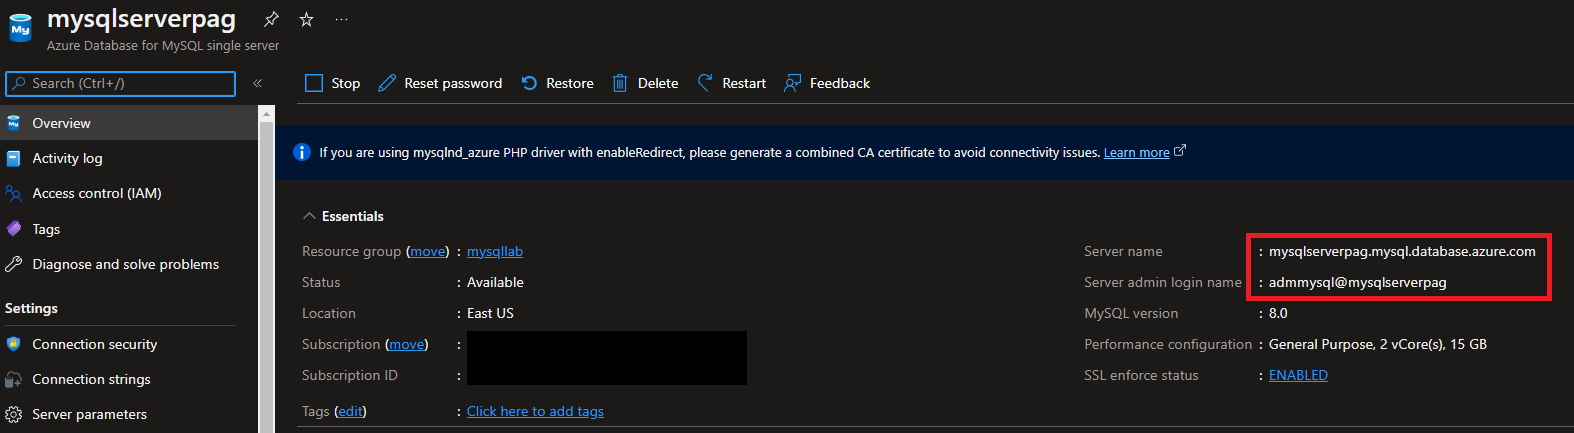 mysqlserverpag
Azure Database for MySQL single server
Search (Ctrl+/)
Stop Reset password Restore Delete Restart Feedback
Overview
Activity log
Access control (IAM)
Tags
Diagnose and solve problems
Settings
Connection security
Connection strings
Server parameters
If you are using mysqlnd_azure PHP driver with enableRedirect, please generate a combined CA certificate to avoid connectivity issues. Learn more
Essentials
Resource group (move) : mysqllab
Status : Available
Location : East US
Subscription (move) :
Subscription ID :
Tags (edit) : Click here to add tags
Server name : mysqlserverpag.mysql.database.azure.com
Server admin login name : admmysql@mysqlserverpag
MySQL version : 8.0
Performance configuration : General Purpose, 2 vCore(s), 15 GB
SSL enforce status : ENABLED